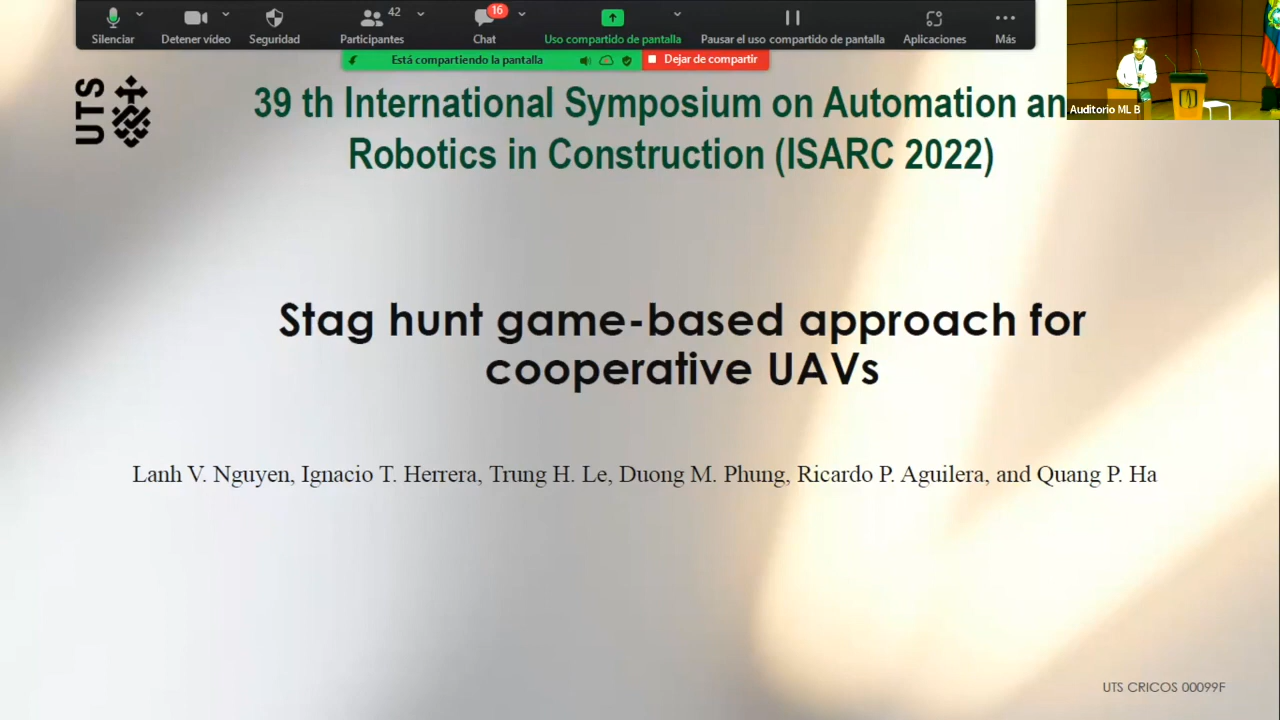 Silenciar
Detener vídeo
Seguridad
42
Participantes
16
Chat
Uso compartido de pantalla
Pausar el uso compartido de pantalla
Aplicaciones
Más
Está compartiendo la pantalla
Dejar de compartir
Auditorio ML B
UTS
39 th International Symposium on Automation an
Robotics in Construction (ISARC 2022)
Stag hunt game-based approach for
cooperative UAVs
Lanh V. Nguyen, Ignacio T. Herrera, Trung H. Le, Duong M. Phung, Ricardo P. Aguilera, and Quang P. Ha
UTS CRICOS 00099F